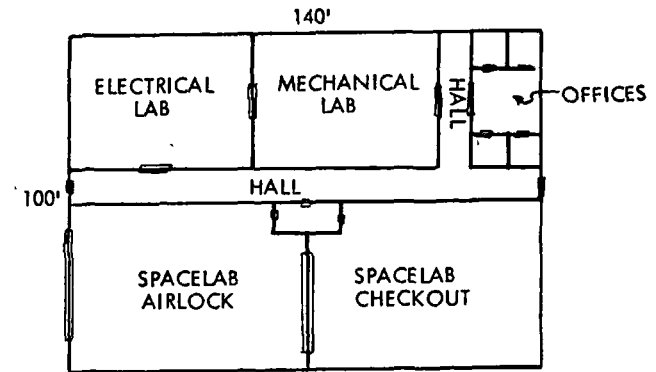 140'
ELECTRICAL
LAB
MECHANICAL
LAB
HALL
OFFICES
HALL
100'
SPACELAB
AIRLOCK
SPACELAB
CHECKOUT